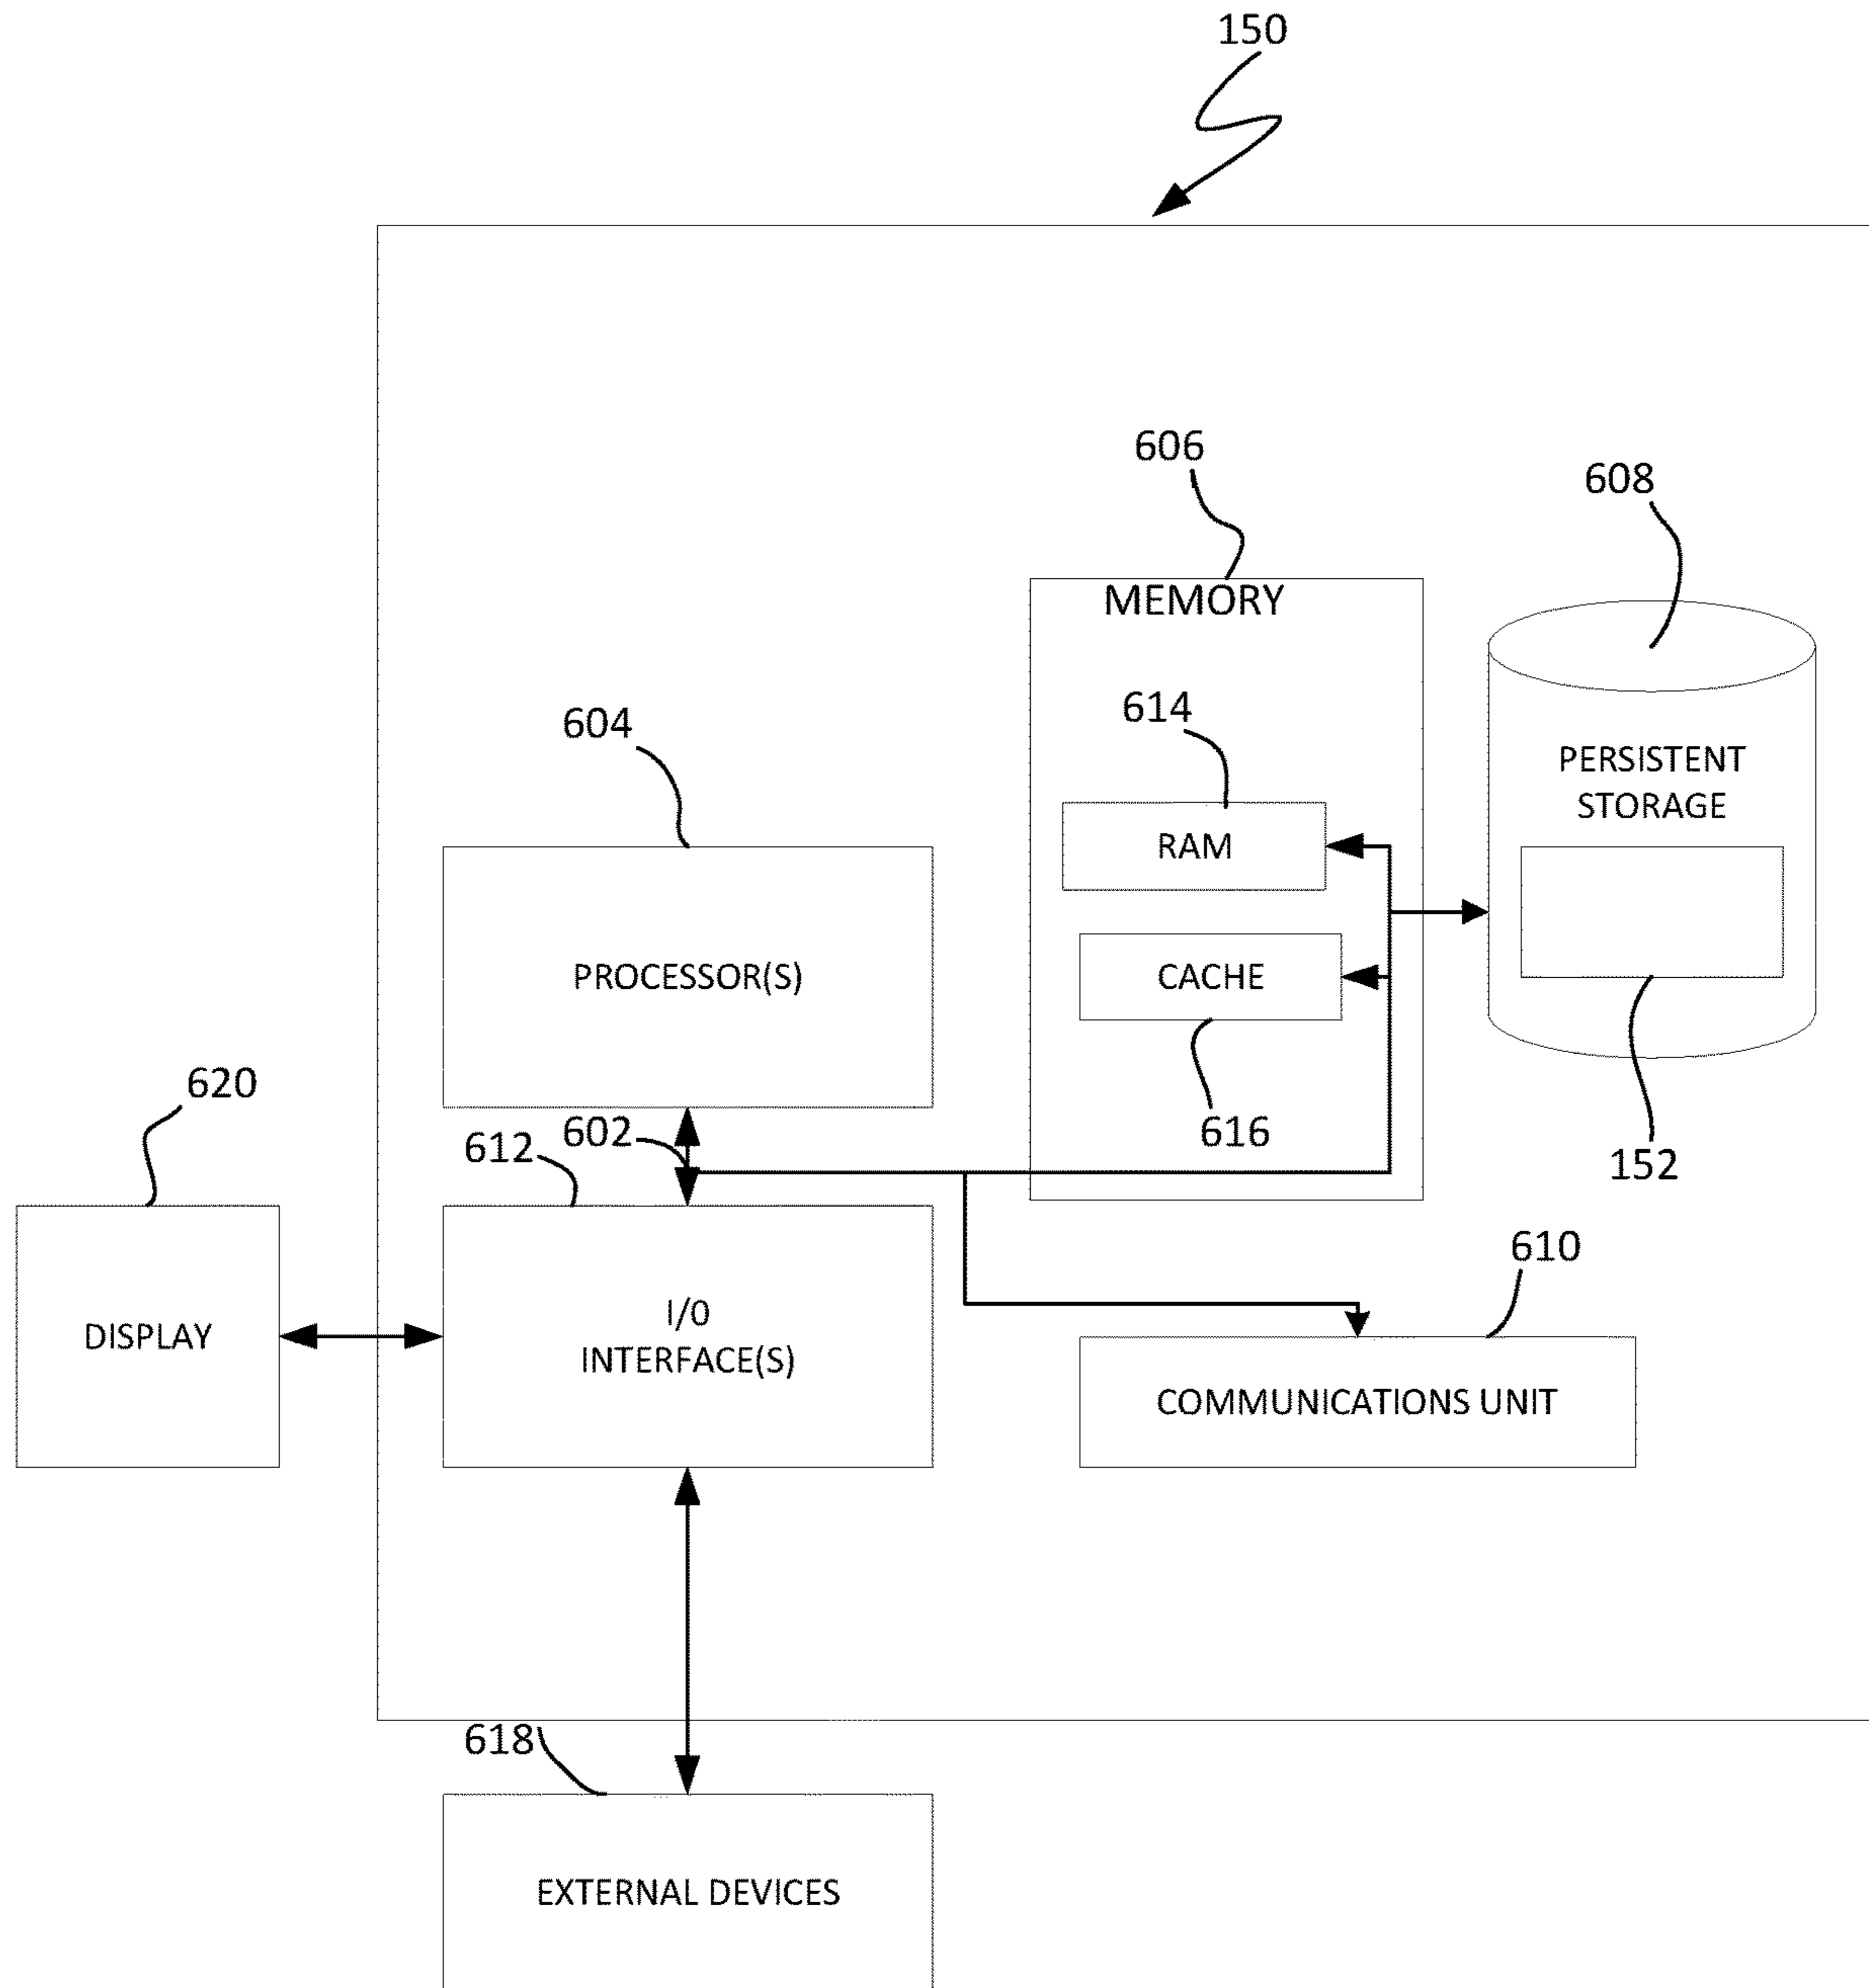 150
606
608
MEMORY
614
604
PERSISTENT
STORAGE
RAM
PROCESSOR(S)
CACHE
620
602
612
616
152
610
I/0
INTERFACE(S)
DISPLAY
COMMUNICATIONS UNIT
618
EXTERNAL DEVICES